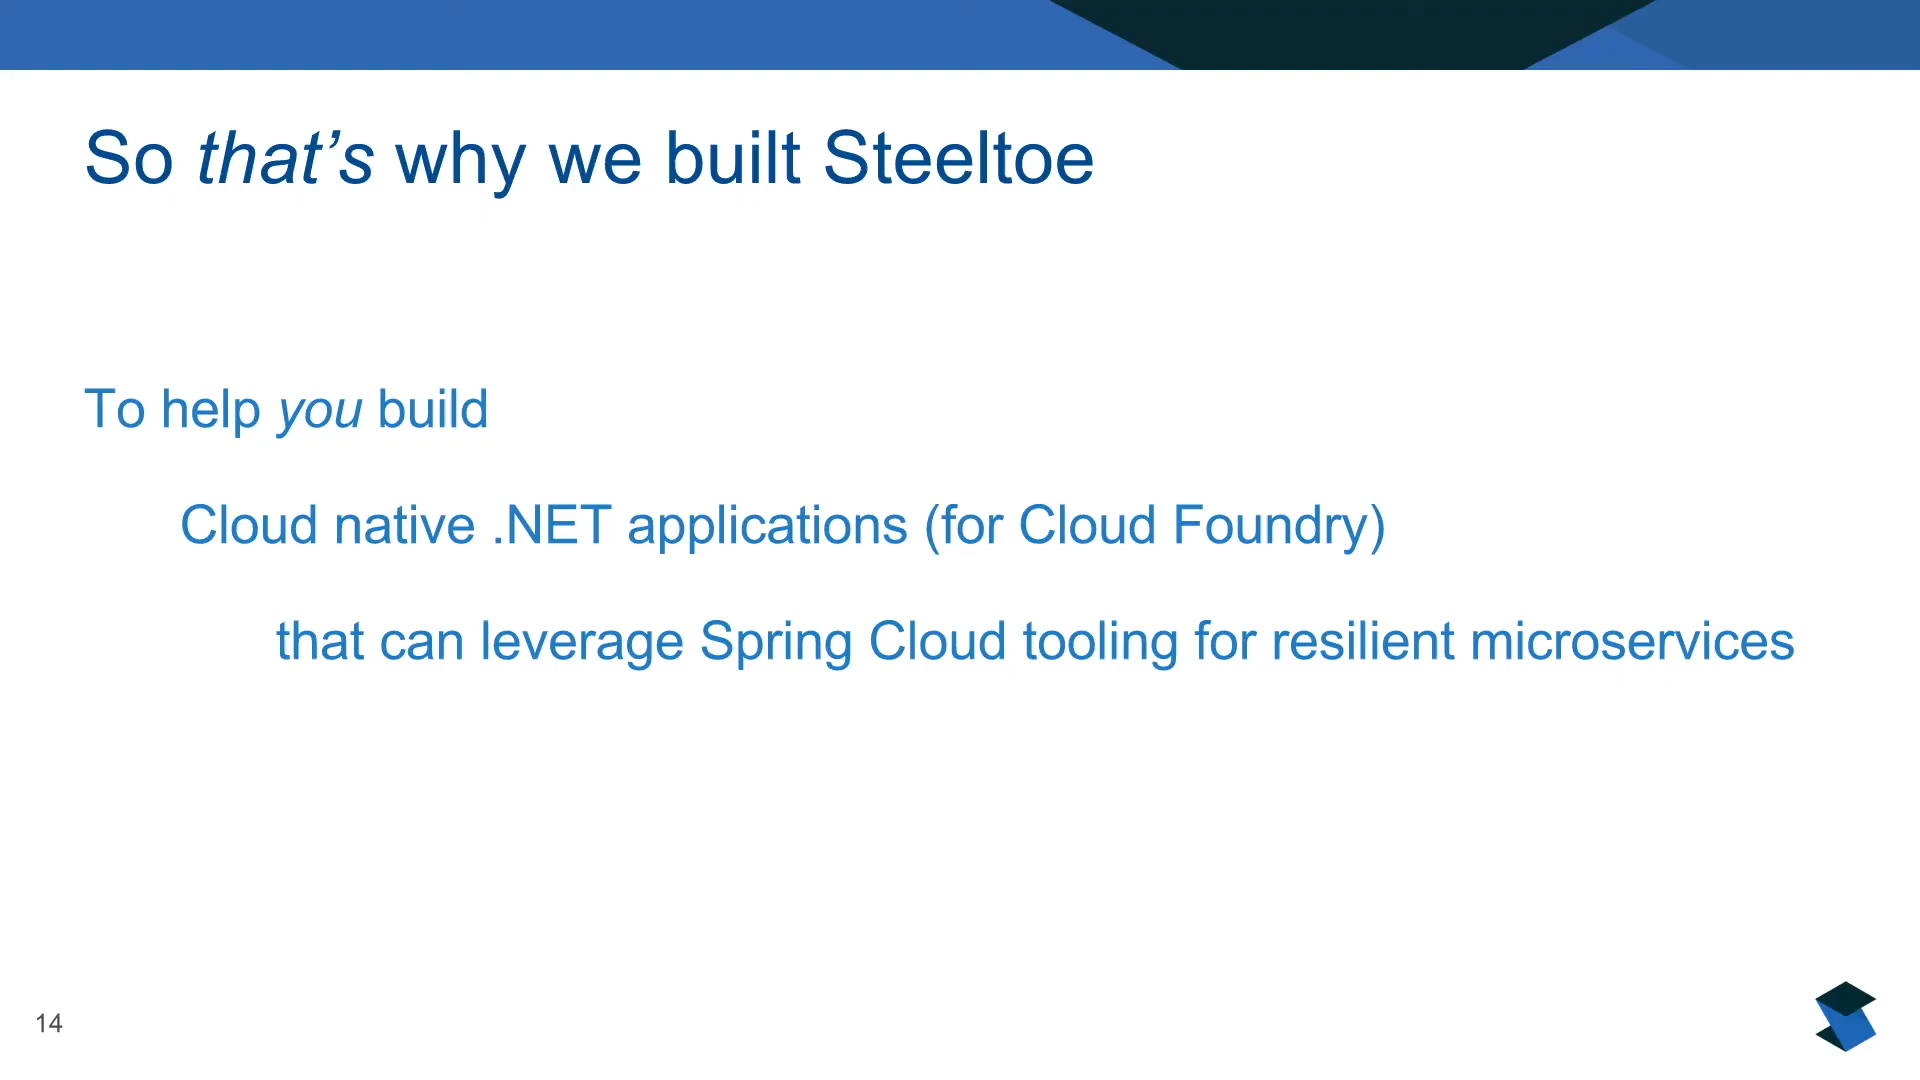 So that’s why we built Steeltoe
To help you build
Cloud native .NET applications (for Cloud Foundry)
that can leverage Spring Cloud tooling for resilient microservices
14